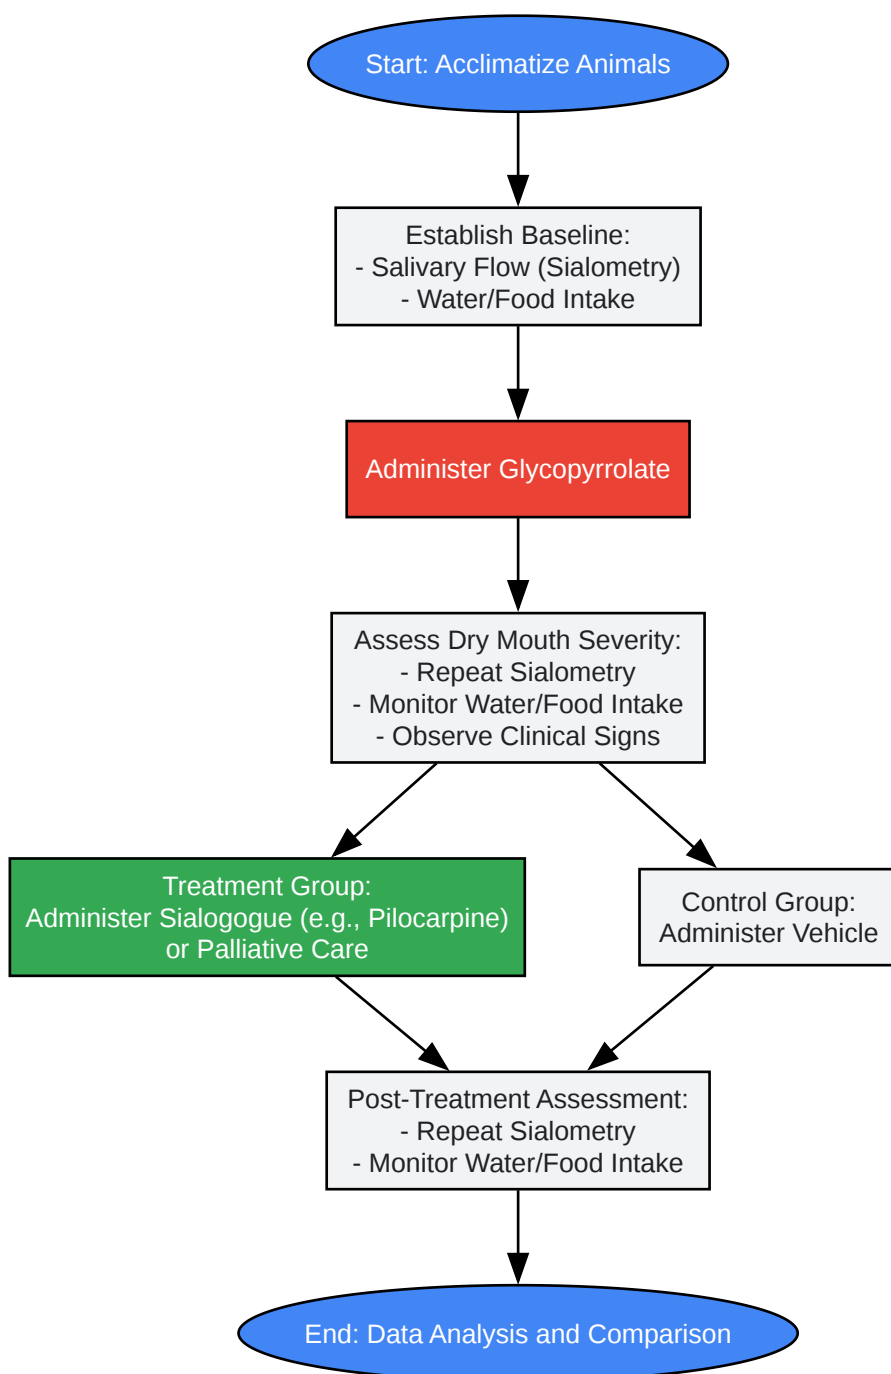 Start: Acclimatize Animals
Establish Baseline:
- Salivary Flow (Sialometry)
- Water/Food Intake
Administer Glycopyrrolate
Assess Dry Mouth Severity:
- Repeat Sialometry
- Monitor Water/Food Intake
- Observe Clinical Signs
Treatment Group:
Administer Sialogogue (e.g., Pilocarpine)
or Palliative Care
Control Group:
Administer Vehicle
Post-Treatment Assessment:
- Repeat Sialometry
- Monitor Water/Food Intake
End: Data Analysis and Comparison